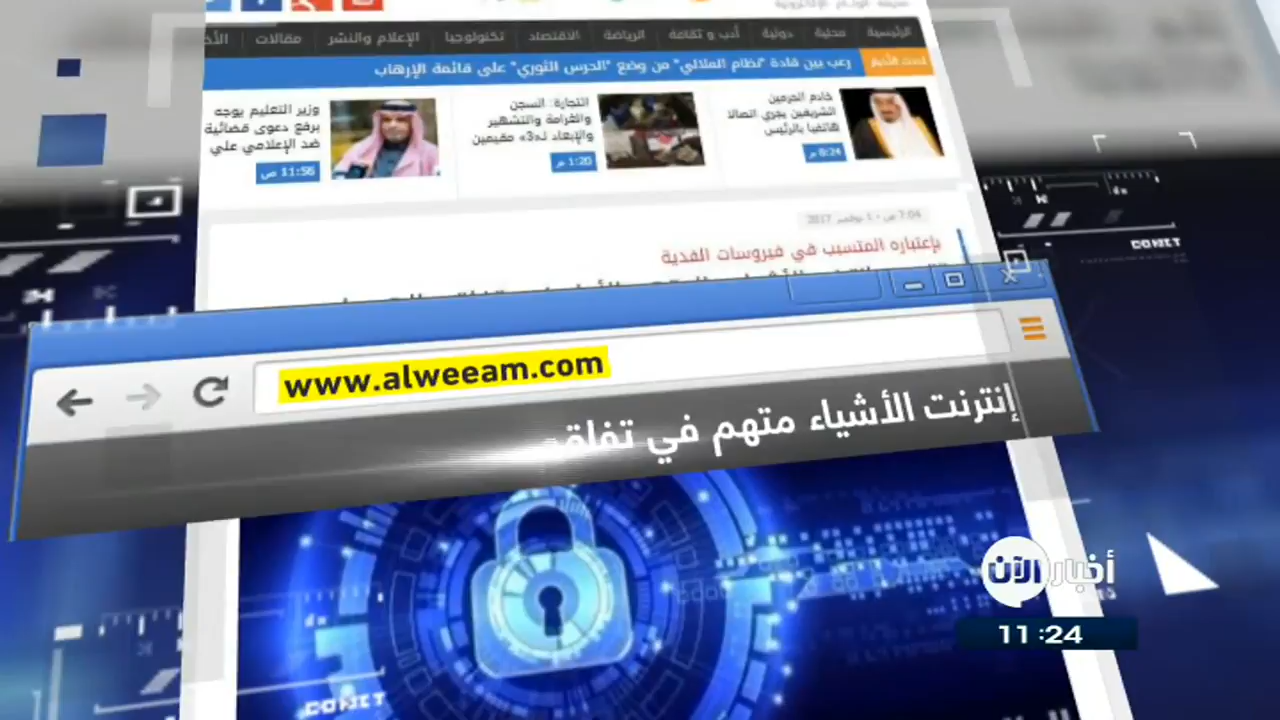 الرئيسية محلية دولية أدب و ثقافة الرياضة الاقتصاد تكنولوجيا الإعلام والنشر مقالات
رعب بين قادة "نظام الملالي" من وضع "الحرس الثوري" على قائمة الإرهاب
خادم الحرمين
الشريفين يجري اتصالا
هاتفيا بالرئيس
8:24 م
التجارة: السجن
والغرامة والتشهير
والإبعاد لـ«3» مقيمين
1:20 م
وزير التعليم يوجه
برفع دعوى قضائية
ضد الإعلامي علي
11:56 ص
بإعتباره المتسبب في فيروسات الفدية
www.alweeam.com
إنترنت الأشياء متهم في تفاقم
أخبار الآن
11:24